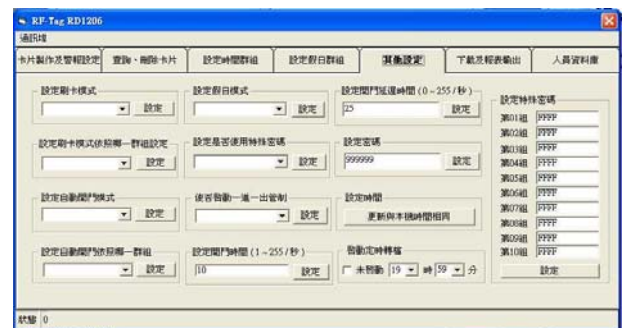 RF-Tag RD1206
通訊埠
卡片製作及警報設定 查詢、刪除卡片 設定時間群組 設定假日群組 其他設定 下載及報表輸出 人員資料庫
設定刷卡模式
設定
設定假日模式
設定
設定開門延遲時間 (0~255/秒)
25
設定
設定刷卡模式依照哪一群組設定
設定
設定是否使用特殊密碼
設定
設定密碼
999999
設定
設定自動開門模式
設定
使否啟動一進一出管制
設定
設定時間
更新與本機時間相同
設定自動開門依照哪一群組
設定
設定開門時間 (1~255/秒)
10
設定
啟動定時轉檔
未啟動 19 時 59 分
設定特殊密碼
第01組 FFFF
第02組 FFFF
第03組 FFFF
第04組 FFFF
第05組 FFFF
第06組 FFFF
第07組 FFFF
第08組 FFFF
第09組 FFFF
第10組 FFFF
設定
狀態 0